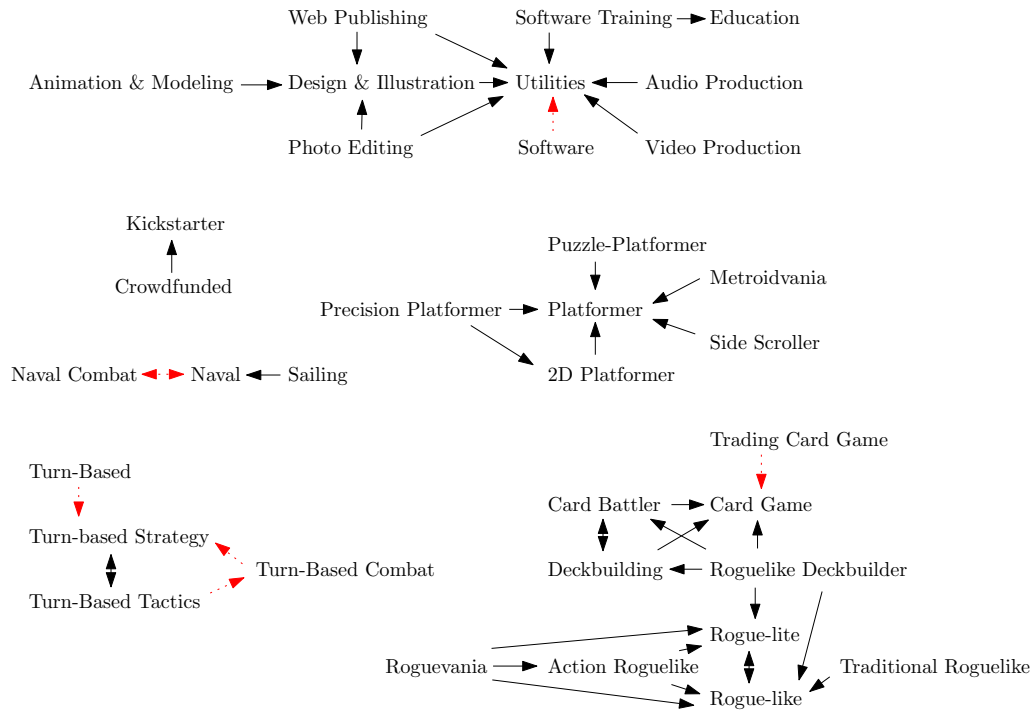 Web Publishing
Software Training
Education
Animation & Modeling
Design & Illustration
Utilities
Audio Production
Photo Editing
Software
Video Production
Kickstarter
Crowdfunded
Puzzle-Platformer
Metroidvania
Precision Platformer
Platformer
Side Scroller
2D Platformer
Naval Combat
Naval
Sailing
Trading Card Game
Turn-Based
Card Battler
Card Game
Turn-based Strategy
Turn-Based Combat
Deckbuilding
Roguelike Deckbuilder
Turn-Based Tactics
Rogue-lite
Roguevania
Action Roguelike
Traditional Roguelike
Rogue-like